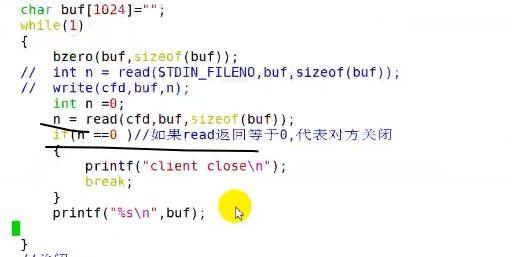 char buf[1024]="";
while(1)
{
bzero(buf,sizeof(buf));
// int n = read(STDIN_FILENO,buf,sizeof(buf));
// write(cfd,buf,n);
int n =0;
n = read(cfd,buf,sizeof(buf));
if(n ==0 )//如果read返回等于0,代表对方关闭
{
printf("client close\n");
break;
}
printf("%s\n",buf);
}